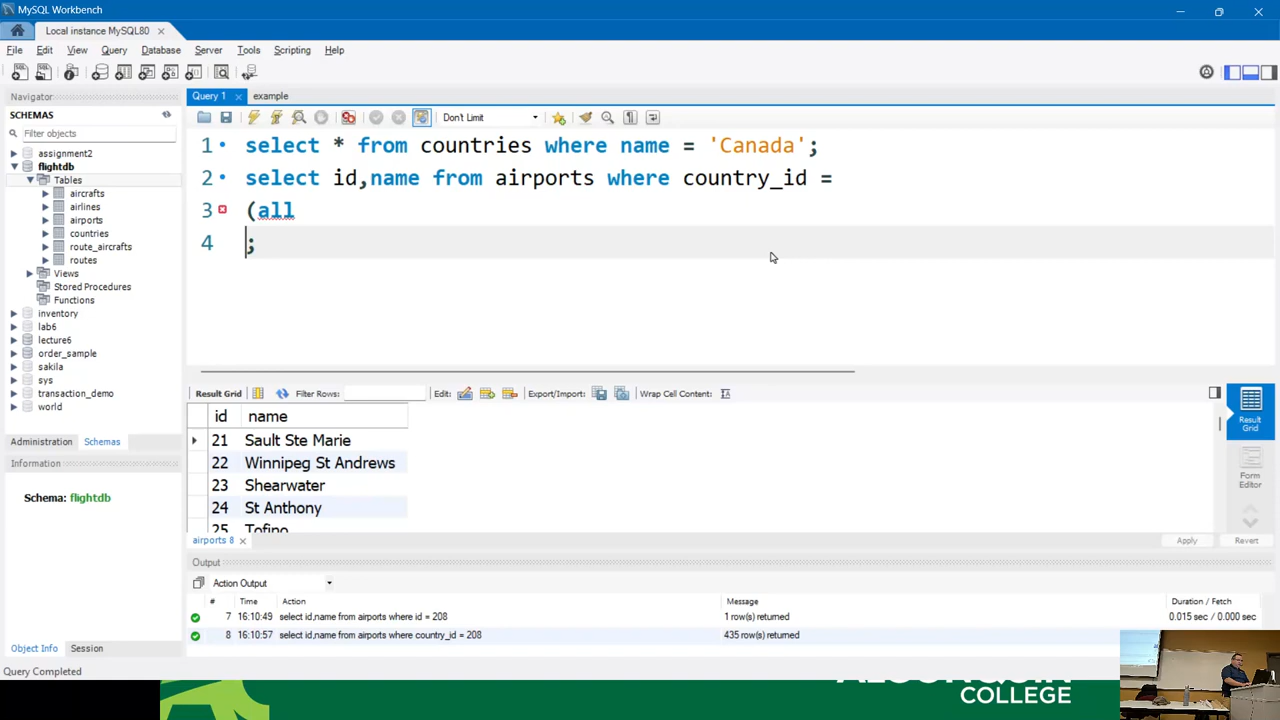 MySQL Workbench
Local instance MySQL80
File Edit View Query Database Server Tools Scripting Help
Navigator
SCHEMAS
Filter objects
assignment2
flightdb
Tables
aircrafts
airlines
airports
countries
route_aircrafts
routes
Views
Stored Procedures
Functions
inventory
lab6
lecture6
order_sample
sakila
sys
transaction_demo
world
Administration Schemas
Information
Schema: flightdb
Object Info Session
Query Completed
Query 1 example
Don't Limit
1 select * from countries where name = 'Canada';
2 select id,name from airports where country_id =
3 (all
4 ;
Result Grid Filter Rows: Edit: Export/Import: Wrap Cell Content:
id name
21 Sault Ste Marie
22 Winnipeg St Andrews
23 Shearwater
24 St Anthony
25 Tofino
Result Grid
Form Editor
airports 8
Apply Revert
Output
Action Output
# Time Action Message Duration / Fetch
7 16:10:49 select id,name from airports where id = 208 1 row(s) returned 0.015 sec / 0.000 sec
8 16:10:57 select id,name from airports where country_id = 208 435 row(s) returned
ALGONQUIN
COLLEGE